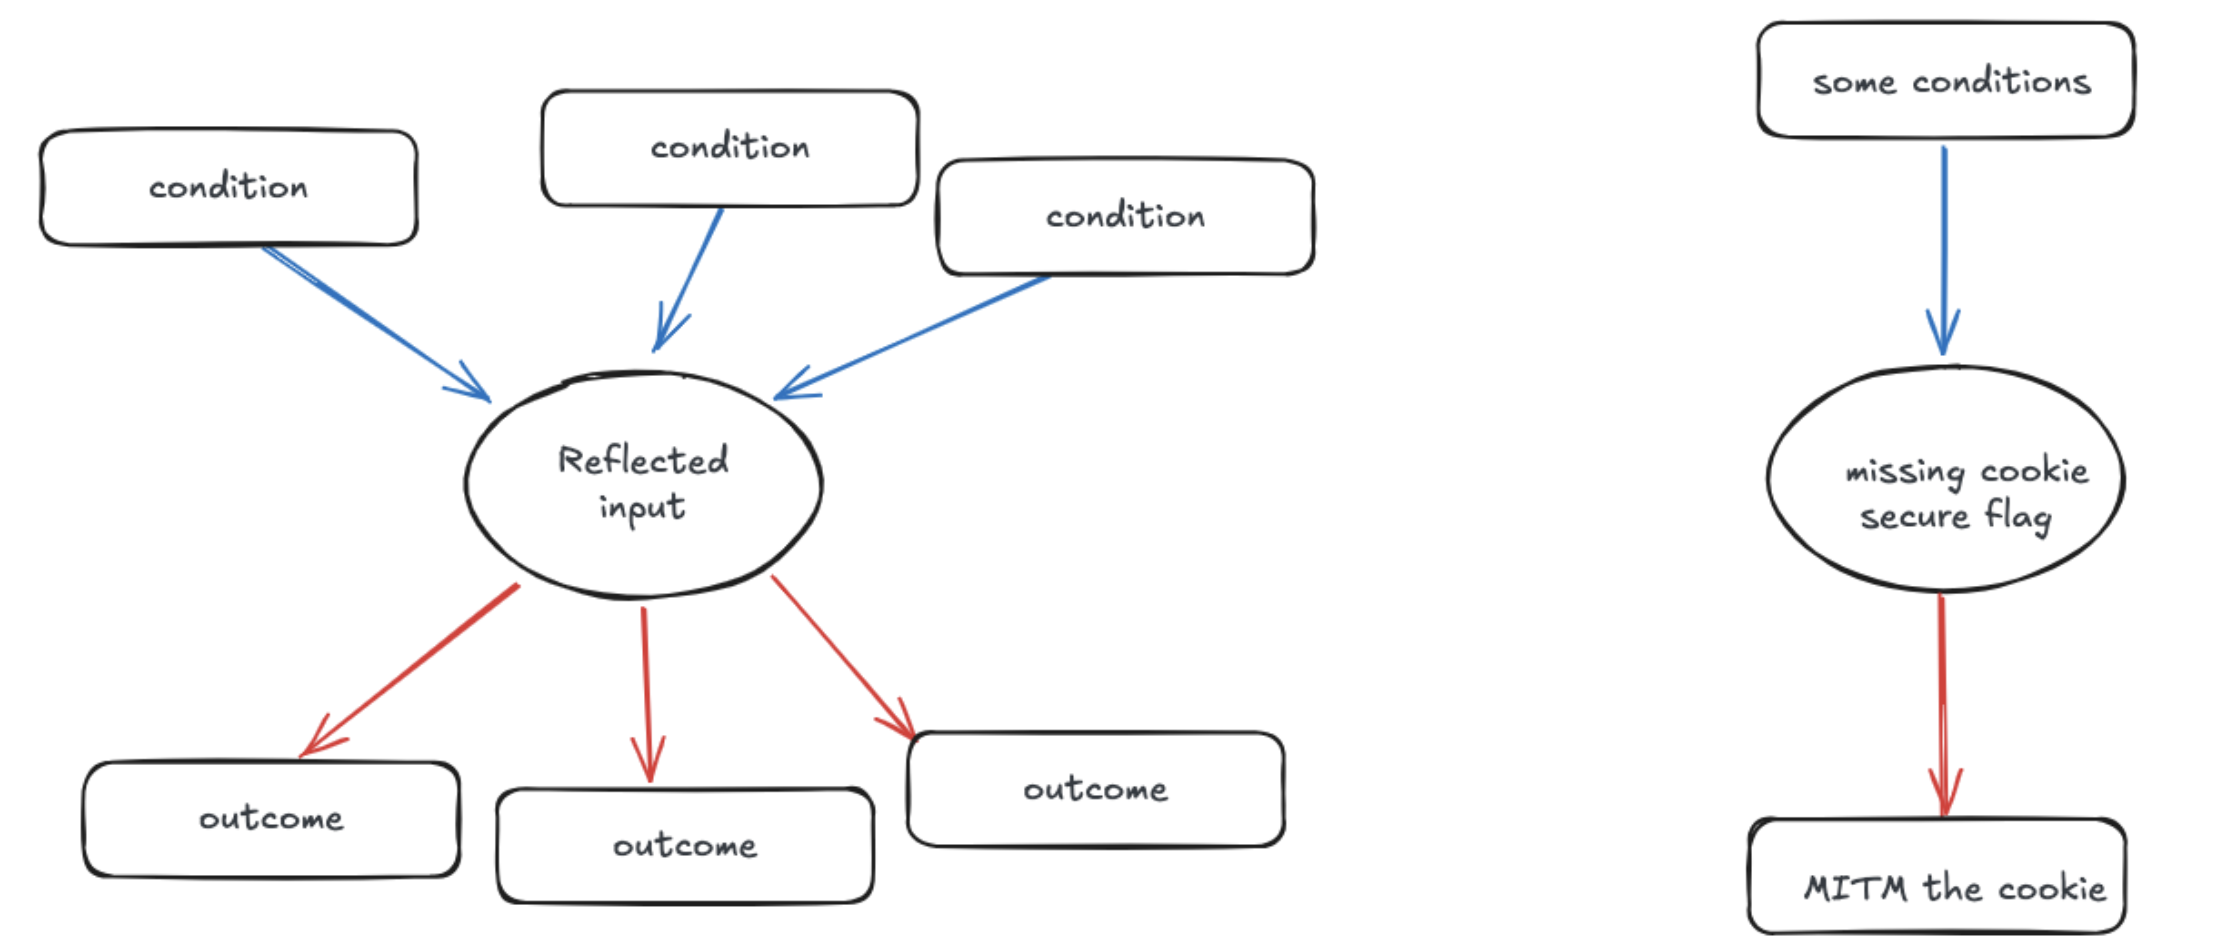 condition
condition
condition
Reflected
input
outcome
outcome
outcome
some conditions
missing cookie
secure flag
MITM the cookie